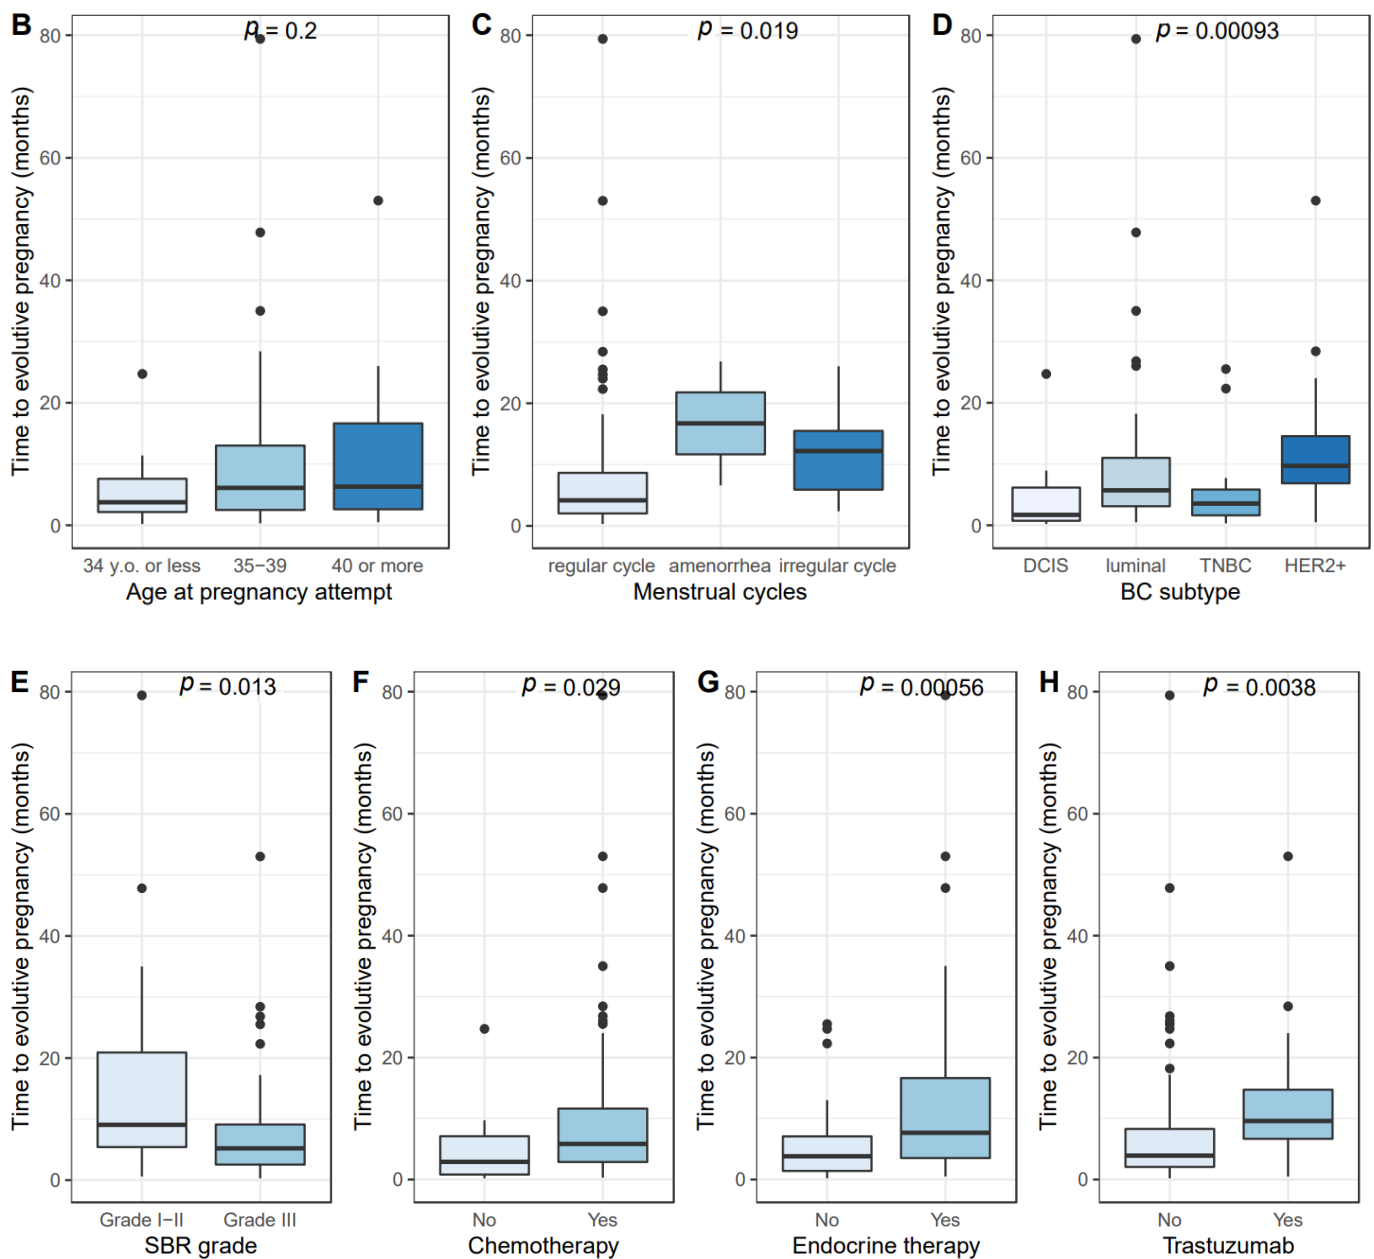 B
p = 0.2
Time to evolutive pregnancy (months)
80
60
40
20
0
34 y.o. or less 35−39 40 or more
Age at pregnancy attempt
C
p = 0.019
Time to evolutive pregnancy (months)
80
60
40
20
0
regular cycle amenorrhea irregular cycle
Menstrual cycles
D
p = 0.00093
Time to evolutive pregnancy (months)
80
60
40
20
0
DCIS luminal TNBC HER2+
BC subtype
E
p = 0.013
Time to evolutive pregnancy (months)
80
60
40
20
0
Grade I−II Grade III
SBR grade
F
p = 0.029
Time to evolutive pregnancy (months)
80
60
40
20
0
No Yes
Chemotherapy
G
p = 0.00056
Time to evolutive pregnancy (months)
80
60
40
20
0
No Yes
Endocrine therapy
H
p = 0.0038
Time to evolutive pregnancy (months)
80
60
40
20
0
No Yes
Trastuzumab